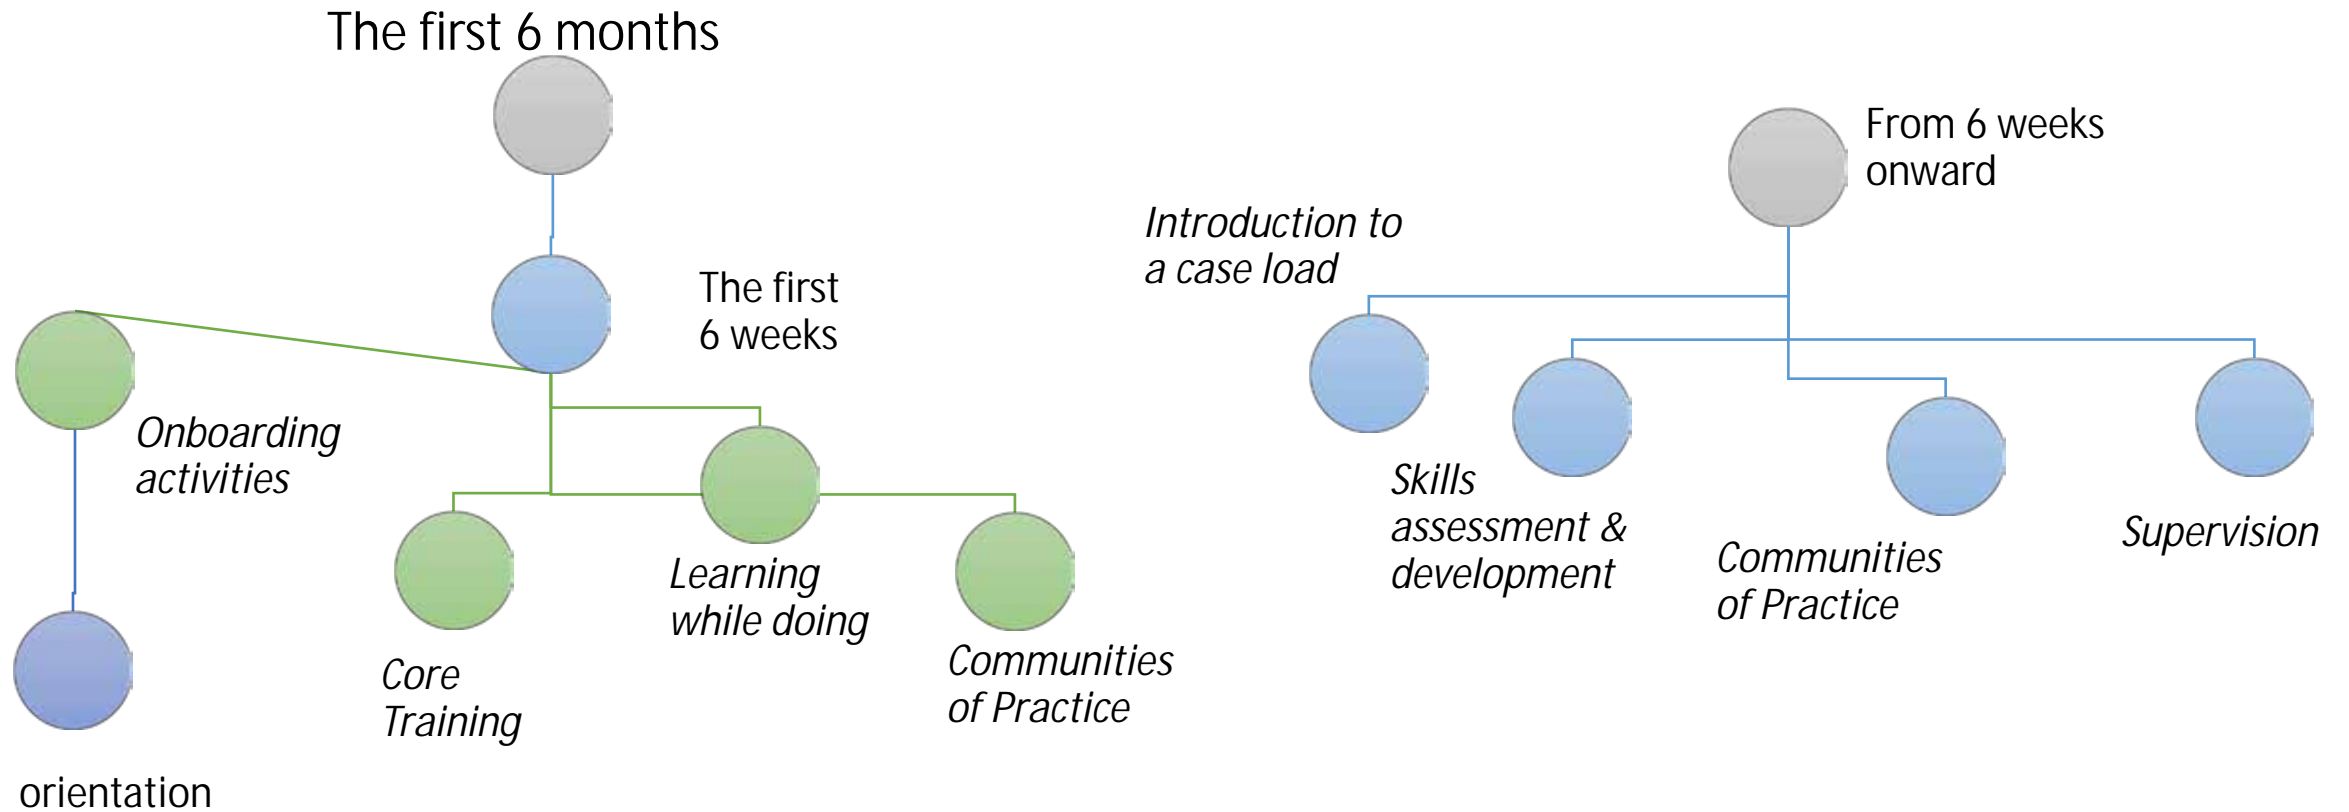 The first 6 months
From 6 weeks
onward
Introduction to
a case load
The first
6 weeks
Onboarding
activities
Skills
assessment &
development
Communities
of Practice
Supervision
Learning
while doing
Core
Training
Communities
of Practice
orientation